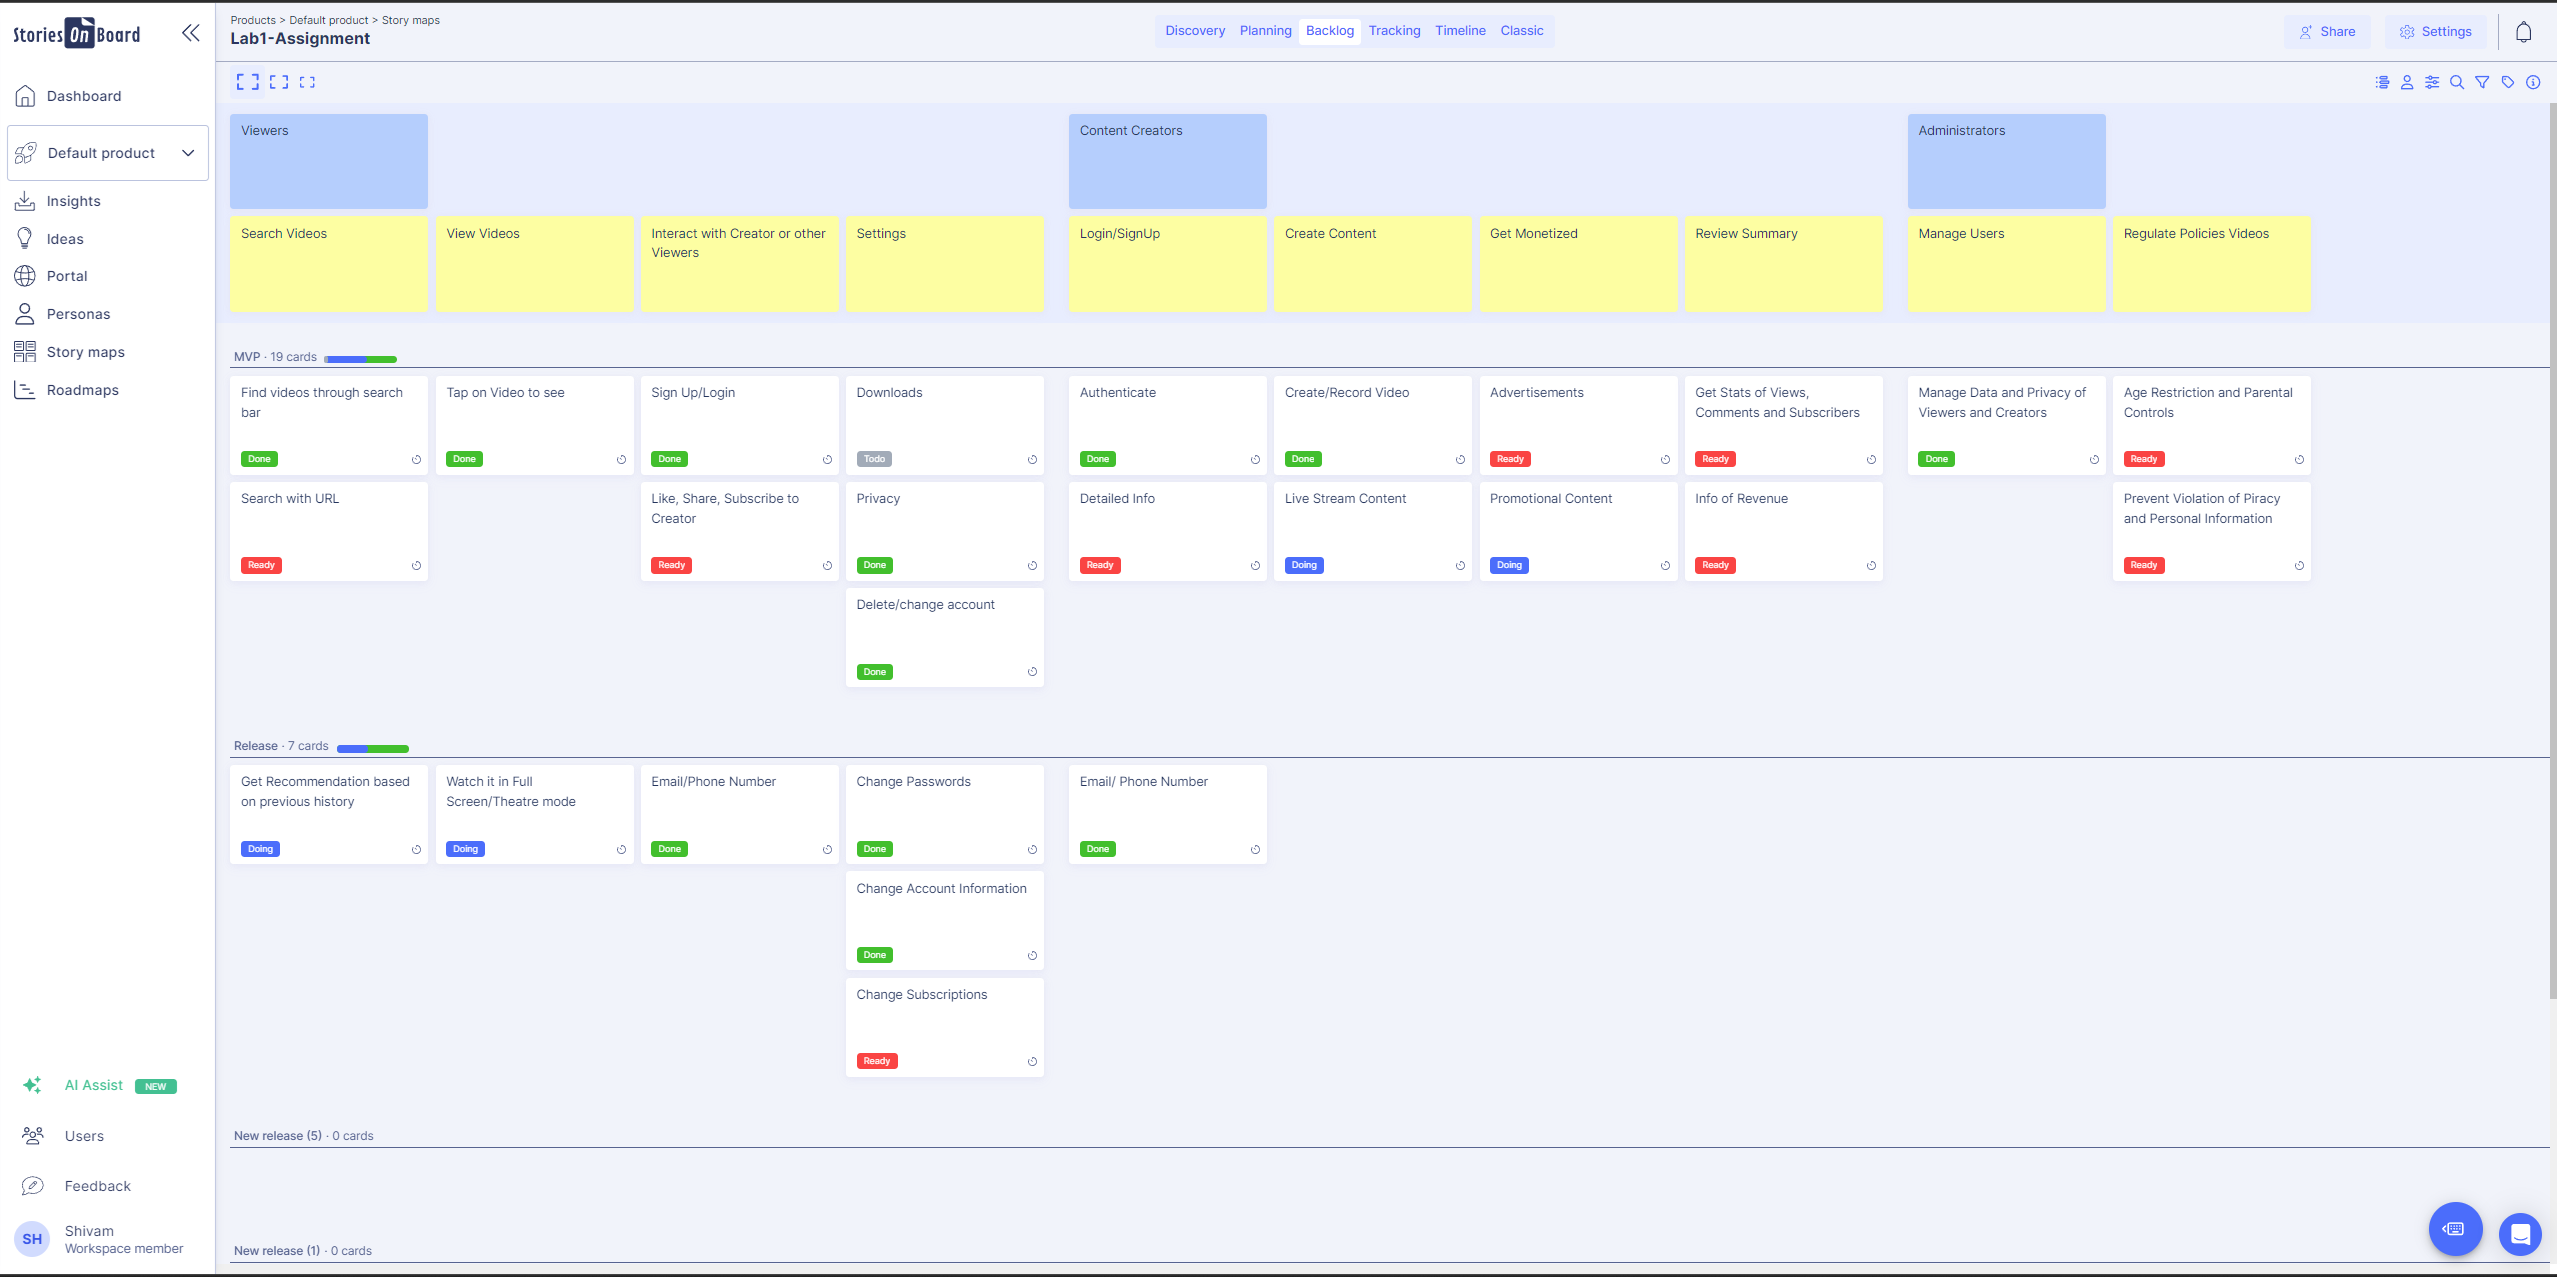 StoriesOnBoard
Products > Default product > Story maps
Lab1-Assignment
Discovery
Planning
Backlog
Tracking
Timeline
Classic
Share
Settings
Dashboard
Default product
Insights
Ideas
Portal
Personas
Story maps
Roadmaps
AI Assist
NEW
Users
Feedback
SH
Shivam
Workspace member
Viewers
Content Creators
Administrators
Search Videos
View Videos
Interact with Creator or other
Viewers
Settings
Login/SignUp
Create Content
Get Monetized
Review Summary
Manage Users
Regulate Policies Videos
MVP · 19 cards
Find videos through search
bar
Done
Tap on Video to see
Done
Sign Up/Login
Done
Downloads
Todo
Authenticate
Done
Create/Record Video
Done
Advertisements
Ready
Get Stats of Views,
Comments and Subscribers
Ready
Manage Data and Privacy of
Viewers and Creators
Done
Age Restriction and Parental
Controls
Ready
Search with URL
Ready
Like, Share, Subscribe to
Creator
Ready
Privacy
Done
Detailed Info
Ready
Live Stream Content
Doing
Promotional Content
Doing
Info of Revenue
Ready
Prevent Violation of Piracy
and Personal Information
Ready
Delete/change account
Done
Release · 7 cards
Get Recommendation based
on previous history
Doing
Watch it in Full
Screen/Theatre mode
Doing
Email/Phone Number
Done
Change Passwords
Done
Email/ Phone Number
Done
Change Account Information
Done
Change Subscriptions
Ready
New release (5) · 0 cards
New release (1) · 0 cards